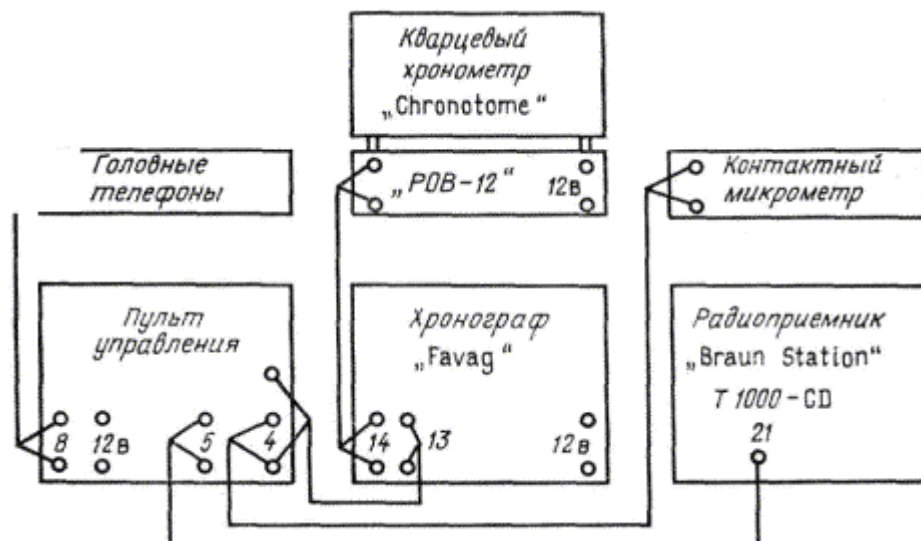 Кварцевый
хронометр
„Chronotome“
Головные
телефоны
„РОВ-12“ 12в
Контактный
микрометр
Пульт
управления
8 12в 5 4
Хронограф
„Favag“
14 13 12в
Радиоприемник
„Braun Station“
Т 1000-CD
21